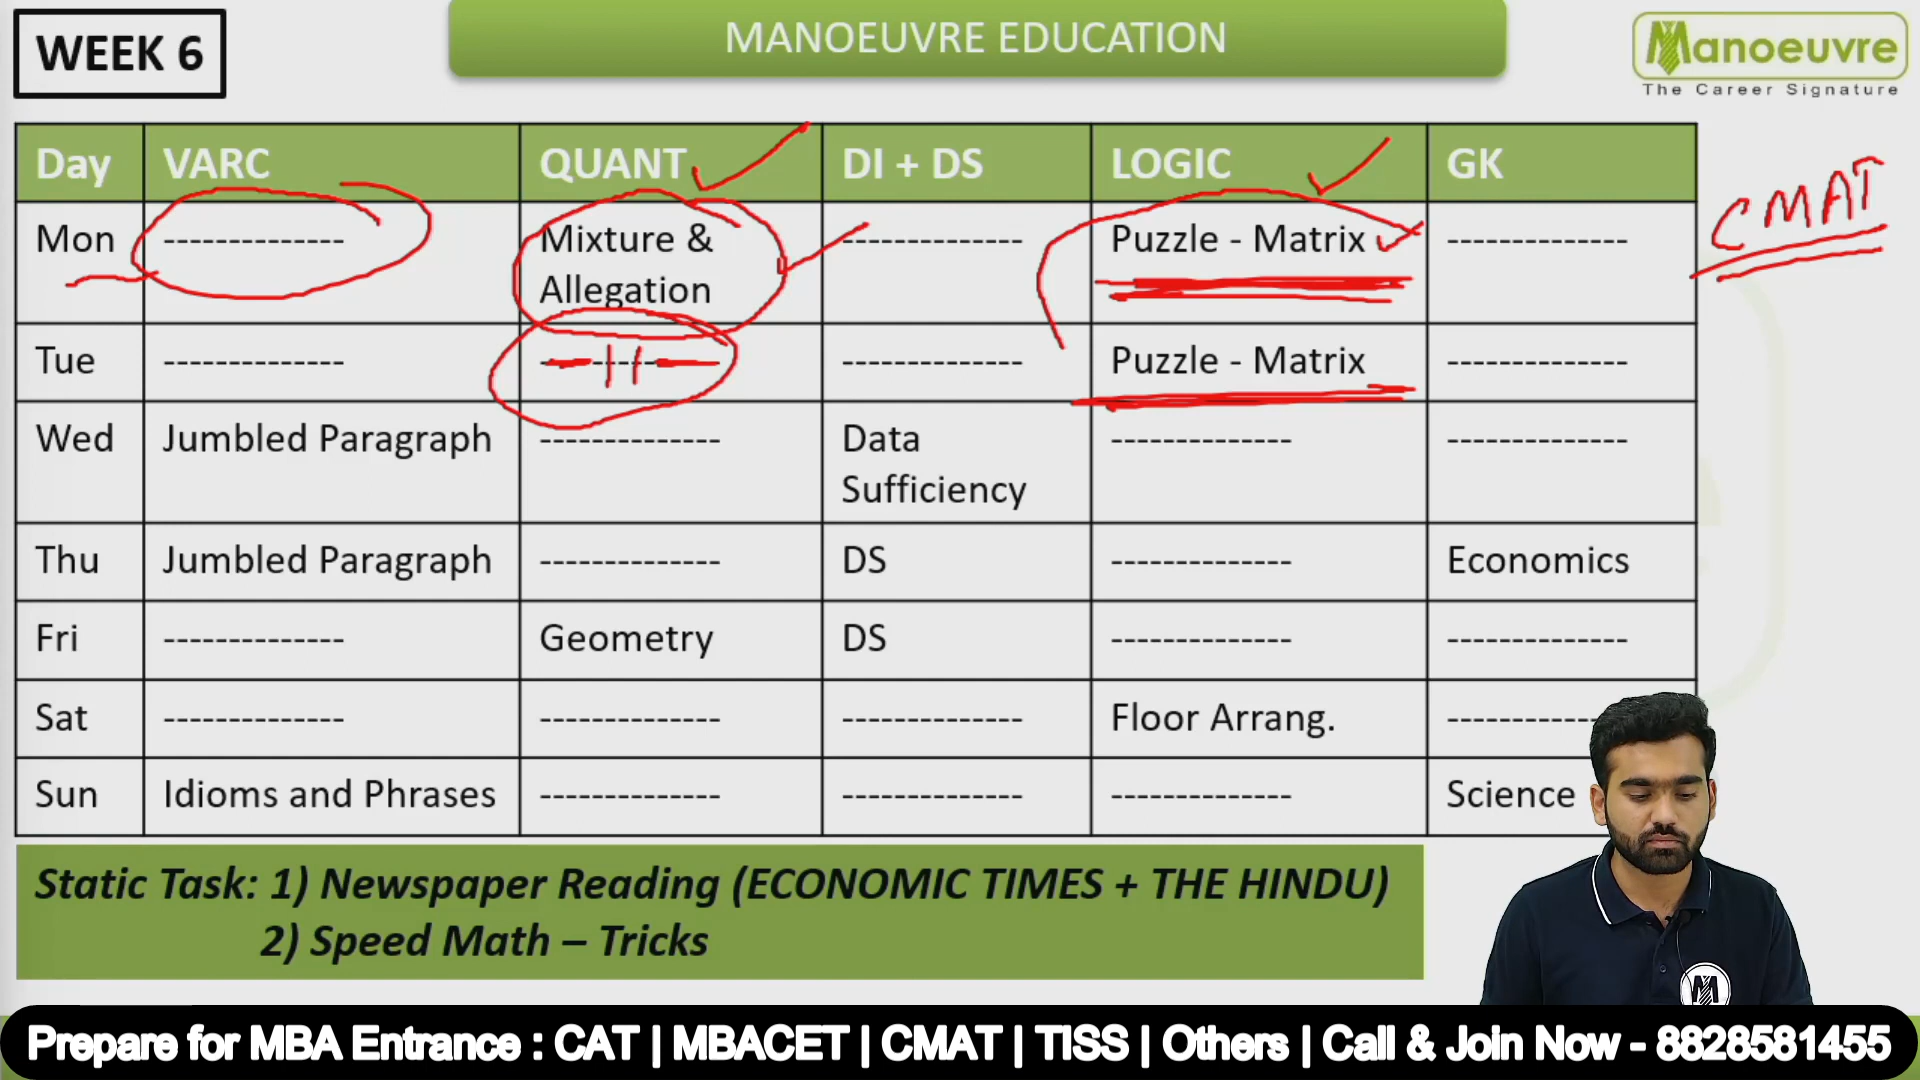 WEEK 6
MANOEUVRE EDUCATION
Manoeuvre
The Career Signature
Day VARC QUANT DI + DS LOGIC GK
CMAT
Mon -------------- Mixture & Allegation -------------- Puzzle - Matrix --------------
Tue -------------- -------------- -------------- Puzzle - Matrix --------------
Wed Jumbled Paragraph -------------- Data Sufficiency -------------- --------------
Thu Jumbled Paragraph -------------- DS -------------- Economics
Fri -------------- Geometry DS -------------- --------------
Sat -------------- -------------- -------------- Floor Arrang. --------------
Sun Idioms and Phrases -------------- -------------- -------------- Science
Static Task: 1) Newspaper Reading (ECONOMIC TIMES + THE HINDU)
2) Speed Math – Tricks
M
Prepare for MBA Entrance : CAT | MBACET | CMAT | TISS | Others | Call & Join Now - 8828581455